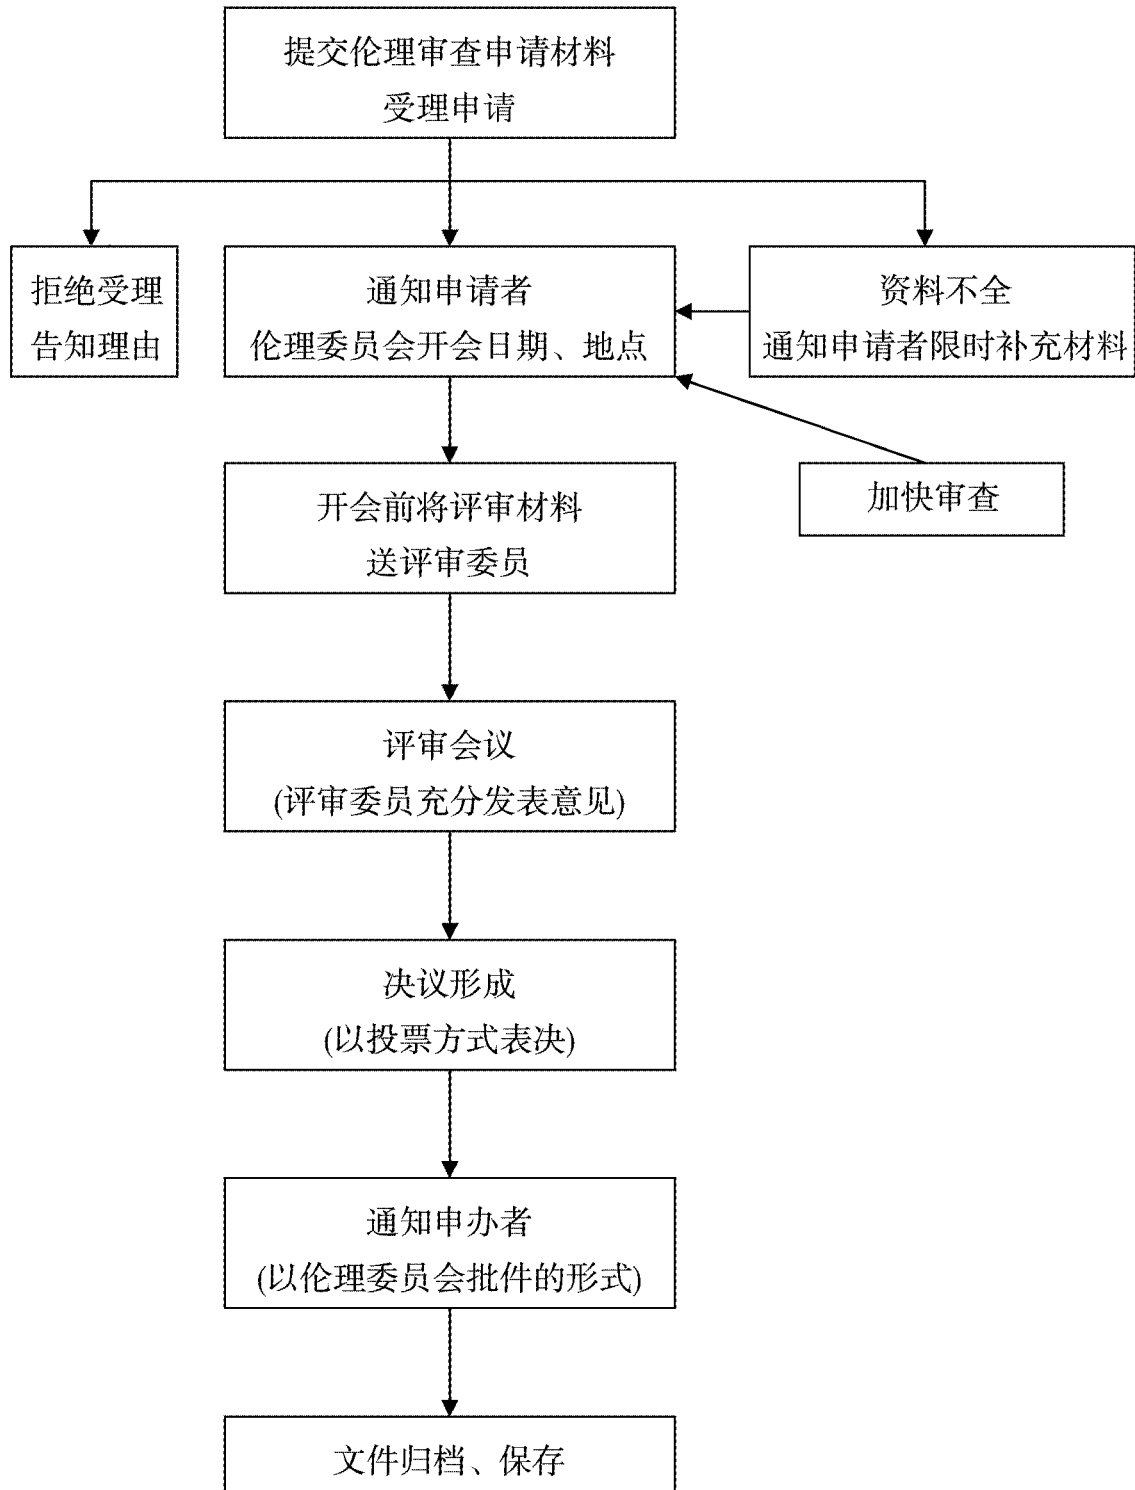 提交伦理审查申请材料
受理申请
拒绝受理
告知理由
通知申请者
伦理委员会开会日期、地点
资料不全
通知申请者限时补充材料
开会前将评审材料
送评审委员
加快审查
评审会议
(评审委员充分发表意见)
决议形成
(以投票方式表决)
通知申办者
(以伦理委员会批件的形式)
文件归档、保存